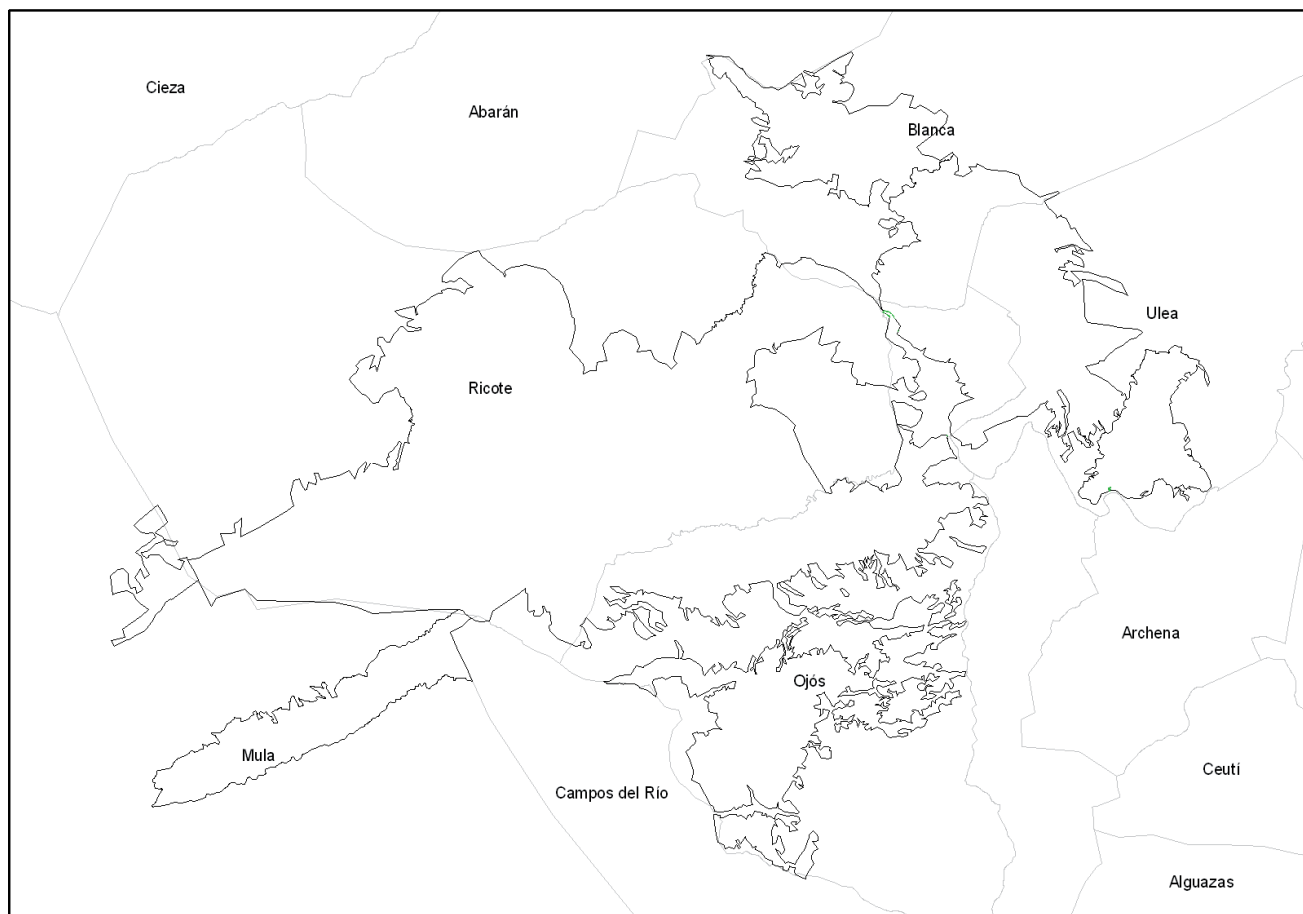 Cieza
Abarán
Blanca
Ulea
Ricote
Archena
Ojós
Mula
Ceutí
Campos del Río
Alguazas